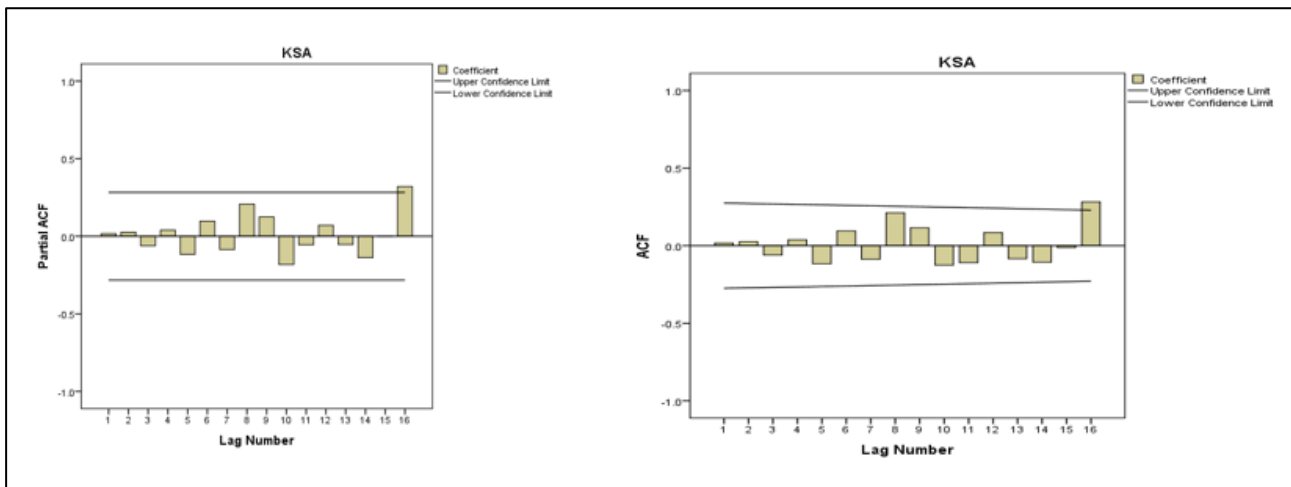 KSA
1.0
0.5
0.0
-0.5
-1.0
Partial ACF
1 2 3 4 5 6 7 8 9 10 11 12 13 14 15 16
Lag Number
Coefficient
Upper Confidence Limit
Lower Confidence Limit
KSA
1.0
0.5
0.0
-0.5
-1.0
ACF
1 2 3 4 5 6 7 8 9 10 11 12 13 14 15 16
Lag Number
Coefficient
Upper Confidence Limit
Lower Confidence Limit